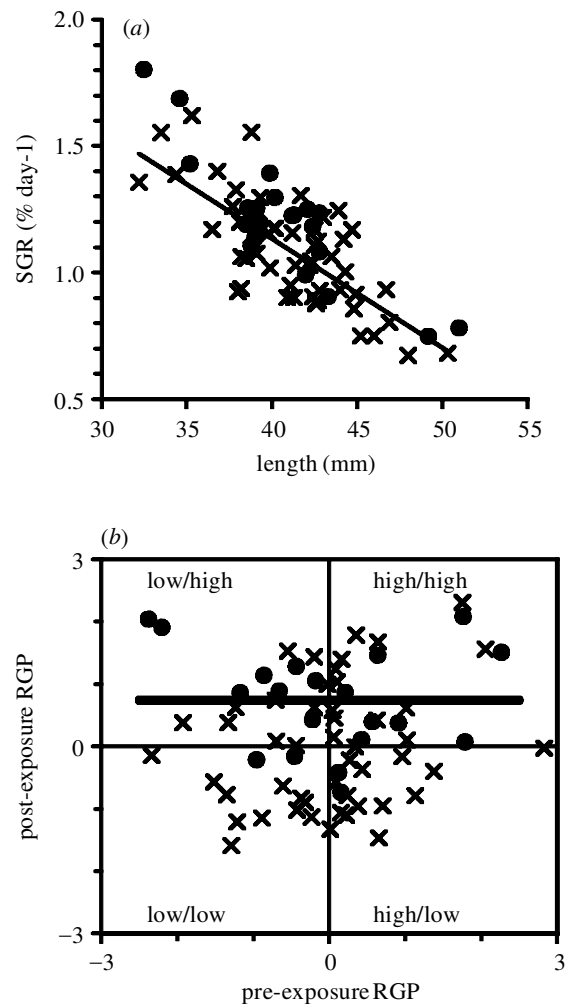 (a)
2.0
1.5
1.0
0.5
SGR (% day-1)
30 35 40 45 50 55
length (mm)
(b)
3
low/high high/high
0
post-exposure RGP
low/low high/low
−3
−3 0 3
pre-exposure RGP